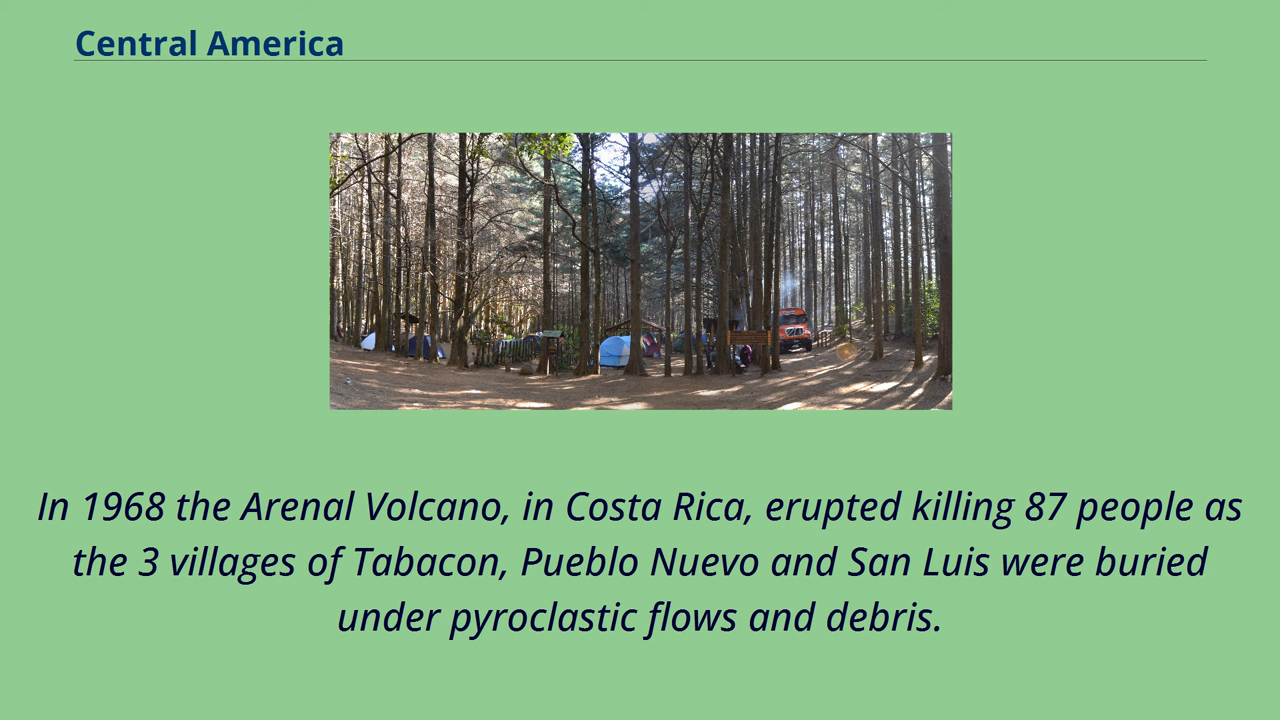 Central America
In 1968 the Arenal Volcano, in Costa Rica, erupted killing 87 people as
the 3 villages of Tabacon, Pueblo Nuevo and San Luis were buried
under pyroclastic flows and debris.